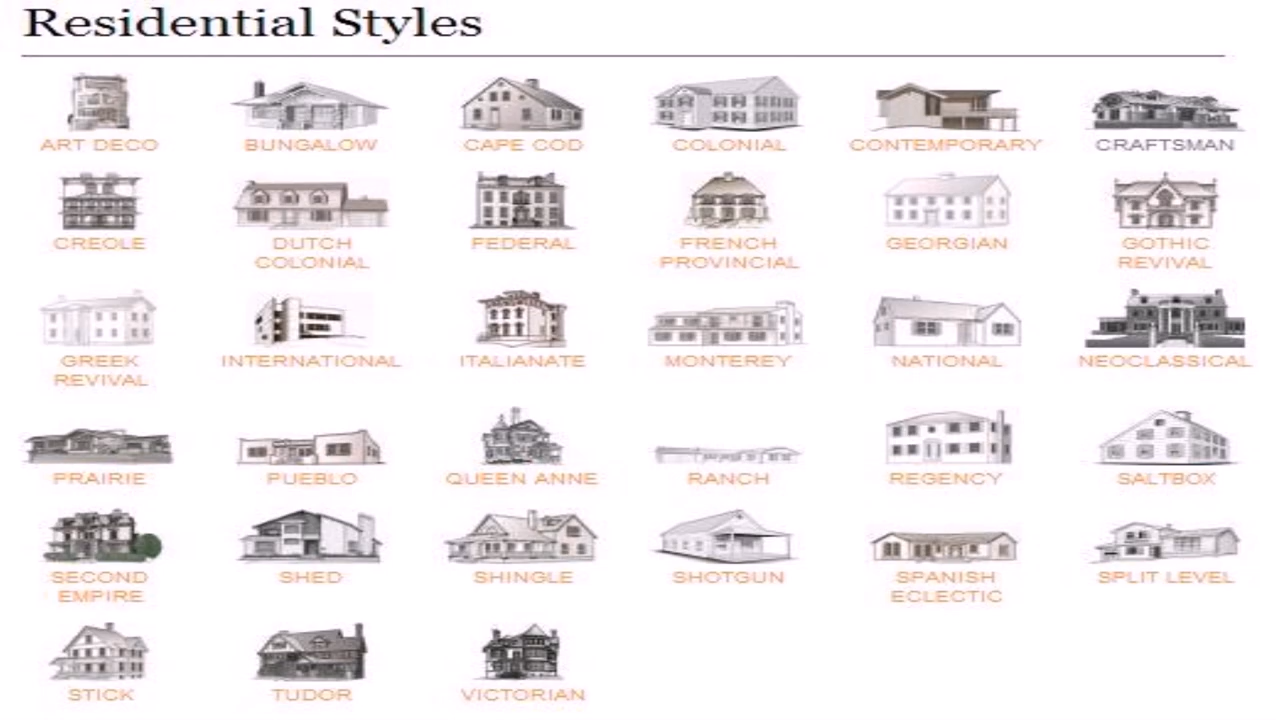 Residential Styles
ART DECO
BUNGALOW
CAPE COD
COLONIAL
CONTEMPORARY
CRAFTSMAN
CREOLE
DUTCH
COLONIAL
FEDERAL
FRENCH
PROVINCIAL
GEORGIAN
GOTHIC
REVIVAL
GREEK
REVIVAL
INTERNATIONAL
ITALIANATE
MONTEREY
NATIONAL
NEOCLASSICAL
PRAIRIE
PUEBLO
QUEEN ANNE
RANCH
REGENCY
SALTBOX
SECOND
EMPIRE
SHED
SHINGLE
SHOTGUN
SPANISH
ECLECTIC
SPLIT LEVEL
STICK
TUDOR
VICTORIAN